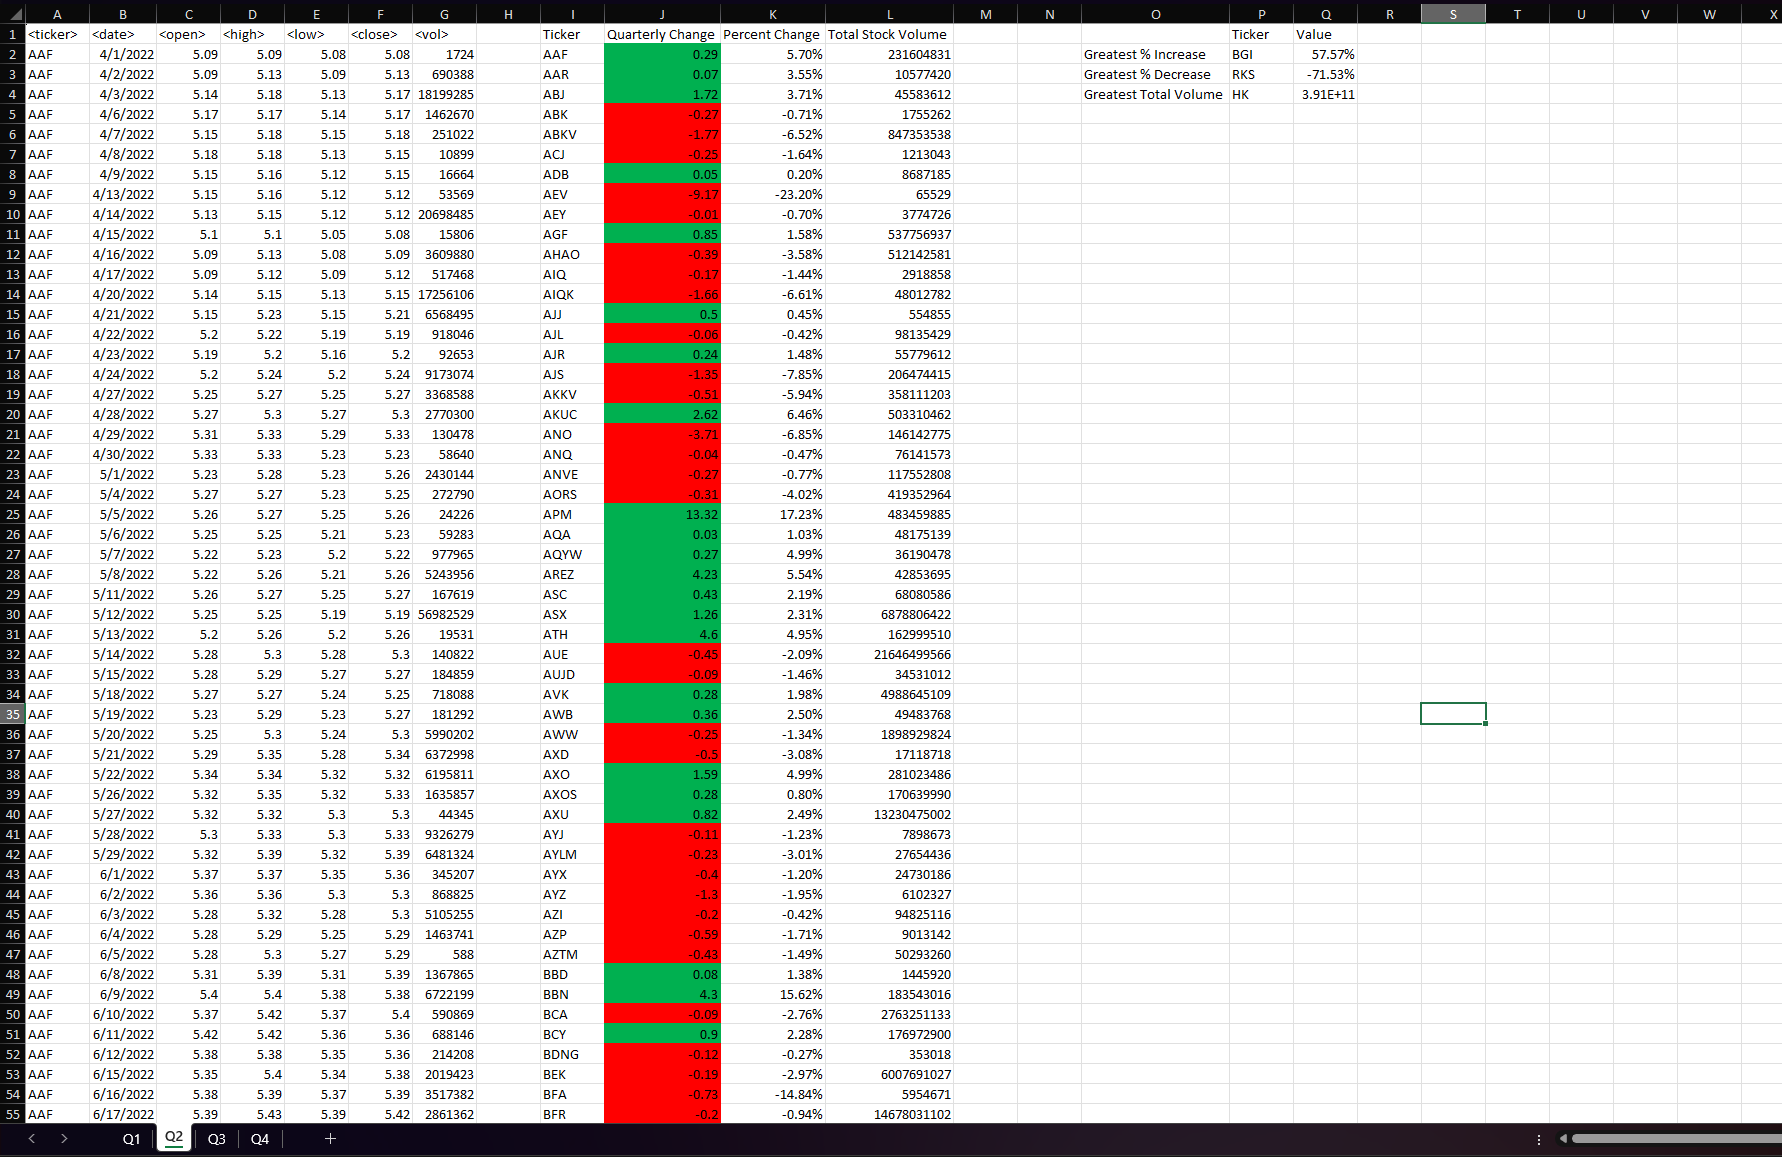 A B C D E F G H I J K L M N O P Q R S T U V W X
1 <ticker> <date> <open> <high> <low> <close> <vol> Ticker Quarterly Change Percent Change Total Stock Volume Ticker Value
2 AAF 4/1/2022 5.09 5.09 5.08 5.08 1724 AAF 0.29 5.70% 231604831 Greatest % Increase BGI 57.57%
3 AAF 4/2/2022 5.09 5.13 5.09 5.13 690388 AAR 0.07 3.55% 10577420 Greatest % Decrease RKS -71.53%
4 AAF 4/3/2022 5.14 5.18 5.13 5.17 18199285 ABJ 1.72 3.71% 45583612 Greatest Total Volume HK 3.91E+11
5 AAF 4/6/2022 5.17 5.17 5.14 5.17 1462670 ABK -0.27 -0.71% 1755262
6 AAF 4/7/2022 5.15 5.18 5.15 5.18 251022 ABKV -1.77 -6.52% 847353538
7 AAF 4/8/2022 5.18 5.18 5.13 5.15 10899 ACJ -0.25 -1.64% 1213043
8 AAF 4/9/2022 5.15 5.16 5.12 5.15 16664 ADB 0.05 0.20% 8687185
9 AAF 4/13/2022 5.15 5.16 5.12 5.12 53569 AEV -9.17 -23.20% 65529
10 AAF 4/14/2022 5.13 5.15 5.12 5.12 20698485 AEY -0.01 -0.70% 3774726
11 AAF 4/15/2022 5.1 5.1 5.05 5.08 15806 AGF 0.85 1.58% 537756937
12 AAF 4/16/2022 5.09 5.13 5.08 5.09 3609880 AHAO -0.39 -3.58% 512142581
13 AAF 4/17/2022 5.09 5.12 5.09 5.12 517468 AIQ -0.17 -1.44% 2918858
14 AAF 4/20/2022 5.14 5.15 5.13 5.15 17256106 AIQK -1.66 -6.61% 48012782
15 AAF 4/21/2022 5.15 5.23 5.15 5.21 6568495 AJJ 0.5 0.45% 554855
16 AAF 4/22/2022 5.2 5.22 5.19 5.19 918046 AJL -0.06 -0.42% 98135429
17 AAF 4/23/2022 5.19 5.2 5.16 5.2 92653 AJR 0.24 1.48% 55779612
18 AAF 4/24/2022 5.2 5.24 5.2 5.24 9173074 AJS -1.35 -7.85% 206474415
19 AAF 4/27/2022 5.25 5.27 5.25 5.27 3368588 AKKV -0.51 -5.94% 358111203
20 AAF 4/28/2022 5.27 5.3 5.27 5.3 2770300 AKUC 2.62 6.46% 503310462
21 AAF 4/29/2022 5.31 5.33 5.29 5.33 130478 ANO -3.71 -6.85% 146142775
22 AAF 4/30/2022 5.33 5.33 5.23 5.23 58640 ANQ -0.04 -0.47% 76141573
23 AAF 5/1/2022 5.23 5.28 5.23 5.26 2430144 ANVE -0.27 -0.77% 117552808
24 AAF 5/4/2022 5.27 5.27 5.23 5.25 272790 AORS -0.31 -4.02% 419352964
25 AAF 5/5/2022 5.26 5.27 5.25 5.26 24226 APM 13.32 17.23% 483459885
26 AAF 5/6/2022 5.25 5.25 5.21 5.23 59283 AQA 0.03 1.03% 48175139
27 AAF 5/7/2022 5.22 5.23 5.2 5.22 977965 AQYW 0.27 4.99% 36190478
28 AAF 5/8/2022 5.22 5.26 5.21 5.26 5243956 AREZ 4.23 5.54% 42853695
29 AAF 5/11/2022 5.26 5.27 5.25 5.27 167619 ASC 0.43 2.19% 68080586
30 AAF 5/12/2022 5.25 5.25 5.19 5.19 56982529 ASX 1.26 2.31% 6878806422
31 AAF 5/13/2022 5.2 5.26 5.2 5.26 19531 ATH 4.6 4.95% 162999510
32 AAF 5/14/2022 5.28 5.3 5.28 5.3 140822 AUE -0.45 -2.09% 21646499566
33 AAF 5/15/2022 5.28 5.29 5.27 5.27 184859 AUJD -0.09 -1.46% 34531012
34 AAF 5/18/2022 5.27 5.27 5.24 5.25 718088 AVK 0.28 1.98% 4988645109
35 AAF 5/19/2022 5.23 5.29 5.23 5.27 181292 AWB 0.36 2.50% 49483768
36 AAF 5/20/2022 5.25 5.3 5.24 5.3 5990202 AWW -0.25 -1.34% 1898929824
37 AAF 5/21/2022 5.29 5.35 5.28 5.34 6372998 AXD -0.5 -3.08% 17118718
38 AAF 5/22/2022 5.34 5.34 5.32 5.32 6195811 AXO 1.59 4.99% 281023486
39 AAF 5/26/2022 5.32 5.35 5.32 5.33 1635857 AXOS 0.28 0.80% 170639990
40 AAF 5/27/2022 5.32 5.32 5.3 5.3 44345 AXU 0.82 2.49% 13230475002
41 AAF 5/28/2022 5.3 5.33 5.3 5.33 9326279 AYJ -0.11 -1.23% 7898673
42 AAF 5/29/2022 5.32 5.39 5.32 5.39 6481324 AYLM -0.23 -3.01% 27654436
43 AAF 6/1/2022 5.37 5.37 5.35 5.36 345207 AYX -0.4 -1.20% 24730186
44 AAF 6/2/2022 5.36 5.36 5.3 5.3 868825 AYZ -1.3 -1.95% 6102327
45 AAF 6/3/2022 5.28 5.32 5.28 5.3 5105255 AZI -0.2 -0.42% 94825116
46 AAF 6/4/2022 5.28 5.29 5.25 5.29 1463741 AZP -0.59 -1.71% 9013142
47 AAF 6/5/2022 5.28 5.3 5.27 5.29 588 AZTM -0.43 -1.49% 50293260
48 AAF 6/8/2022 5.31 5.39 5.31 5.39 1367865 BBD 0.08 1.38% 1445920
49 AAF 6/9/2022 5.4 5.4 5.38 5.38 6722199 BBN 4.3 15.62% 183543016
50 AAF 6/10/2022 5.37 5.42 5.37 5.4 590869 BCA -0.09 -2.76% 2763251133
51 AAF 6/11/2022 5.42 5.42 5.36 5.36 688146 BCY 0.9 2.28% 176972900
52 AAF 6/12/2022 5.38 5.38 5.35 5.36 214208 BDNG -0.12 -0.27% 353018
53 AAF 6/15/2022 5.35 5.4 5.34 5.38 2019423 BEK -0.19 -2.97% 6007691027
54 AAF 6/16/2022 5.38 5.39 5.37 5.39 3517382 BFA -0.73 -14.84% 5954671
55 AAF 6/17/2022 5.39 5.43 5.39 5.42 2861362 BFR -0.2 -0.94% 14678031102
Q1 Q2 Q3 Q4 +